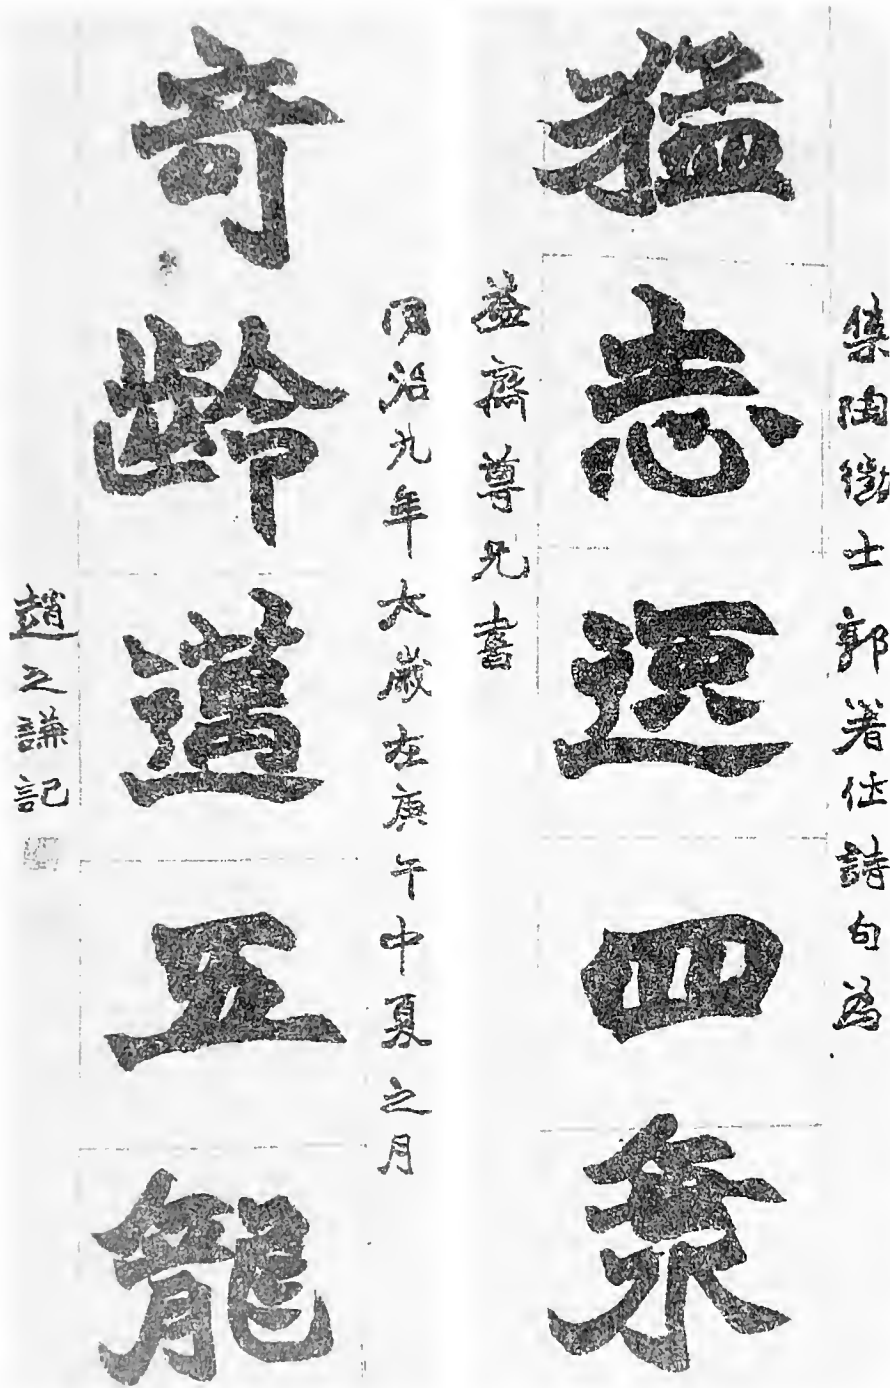 集陶徵士郭著作詩句為
猛志逸四海
益齋尊兄書
同治九年大歲在庚午中夏之月
奇齡邁五龍
趙之謙記